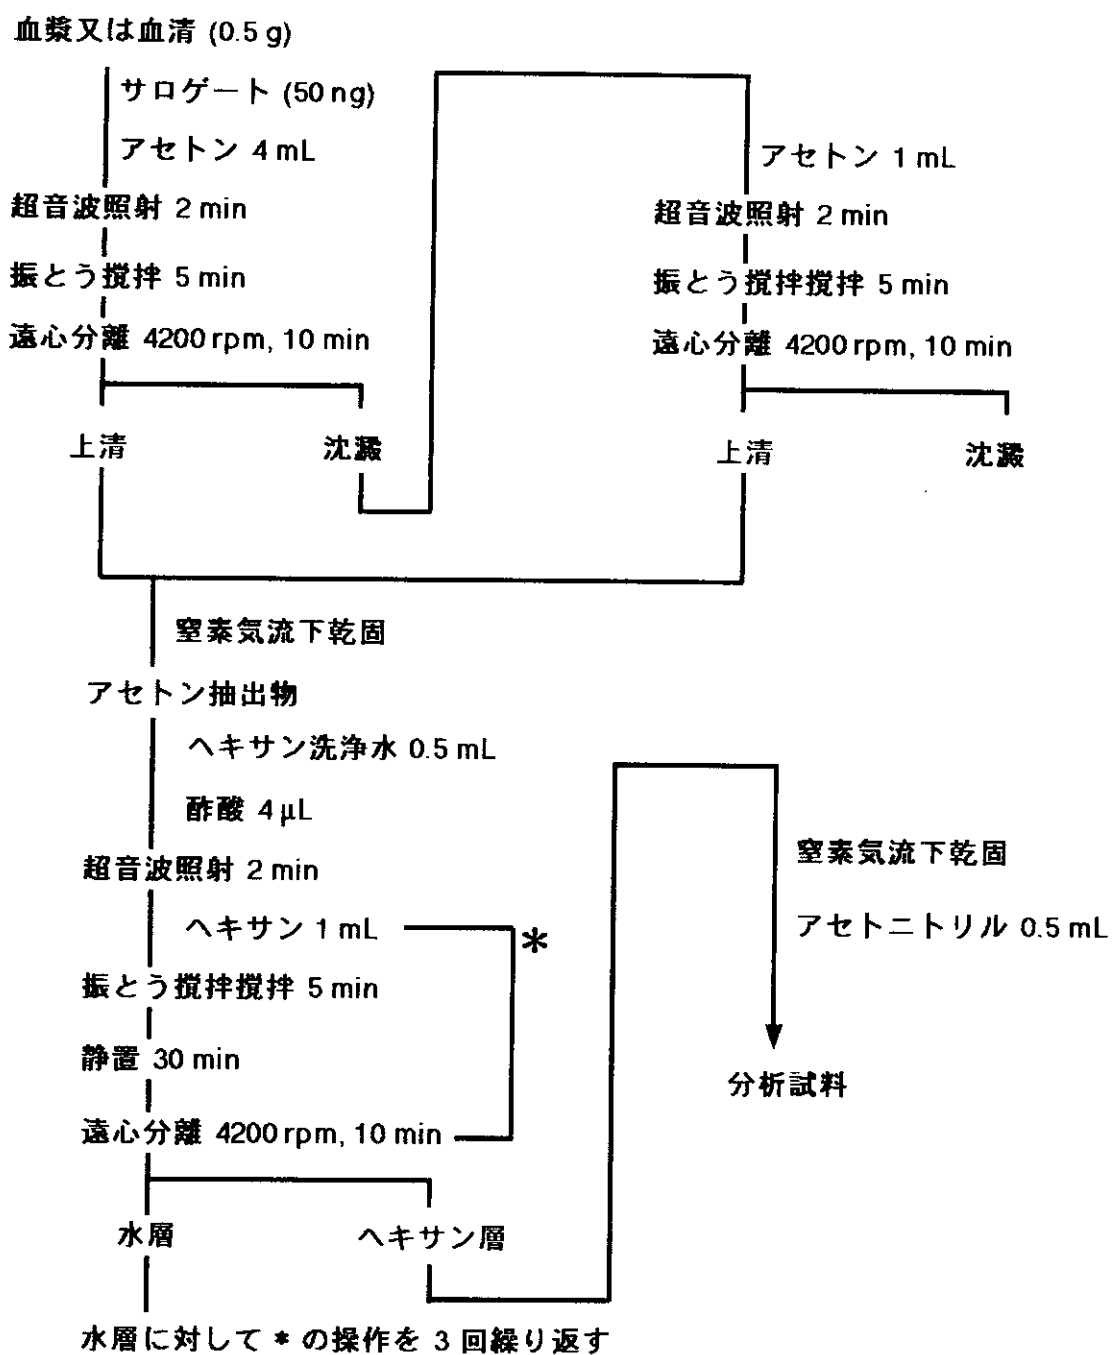 血漿又は血清 (0.5 g)
サロゲート (50 ng)
アセトン 4 mL
超音波照射 2 min
振とう撹拌 5 min
遠心分離 4200 rpm, 10 min
上清
沈澱
アセトン 1 mL
超音波照射 2 min
振とう撹拌撹拌 5 min
遠心分離 4200 rpm, 10 min
上清
沈澱
窒素気流下乾固
アセトン抽出物
ヘキサン洗浄水 0.5 mL
酢酸 4 µL
超音波照射 2 min
ヘキサン 1 mL
*
振とう撹拌撹拌 5 min
静置 30 min
遠心分離 4200 rpm, 10 min
水層
ヘキサン層
窒素気流下乾固
アセトニトリル 0.5 mL
分析試料
水層に対して * の操作を 3 回繰り返す